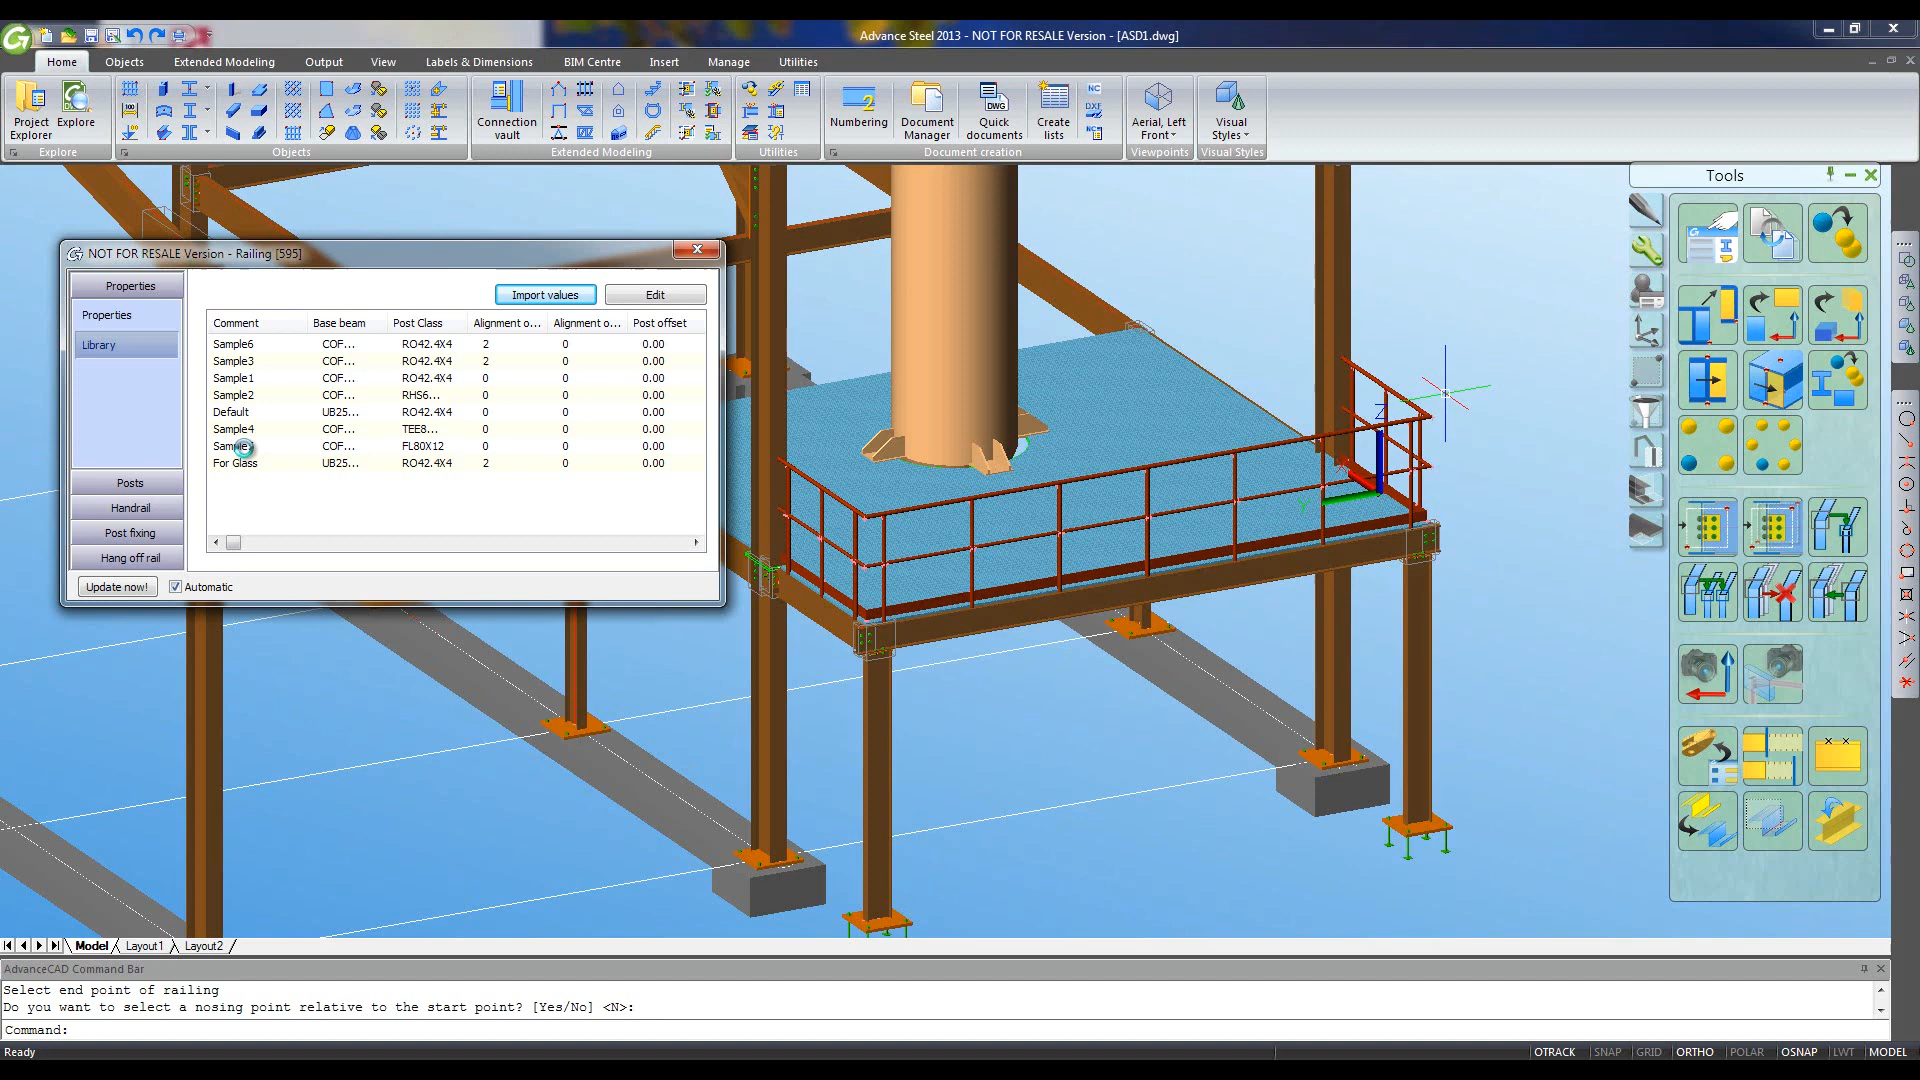 Advance Steel 2013 - NOT FOR RESALE Version - [ASD1.dwg]
Home Objects Extended Modeling Output View Labels & Dimensions BIM Centre Insert Manage Utilities
Project Explorer
Explore
Connection vault
Numbering
Document Manager
Quick documents
Create lists
Aerial, Left Front
Visual Styles
NC
DXF
NC
DWG
Explore Objects Extended Modeling Utilities Document creation Viewpoints Visual Styles
Tools
NOT FOR RESALE Version - Railing [595]
Properties
Properties
Library
Posts
Handrail
Post fixing
Hang off rail
Import values Edit
Comment Base beam Post Class Alignment o... Alignment o... Post offset
Sample6 COF... RO42.4X4 2 0 0.00
Sample3 COF... RO42.4X4 2 0 0.00
Sample1 COF... RO42.4X4 0 0 0.00
Sample2 COF... RHS6... 0 0 0.00
Default UB25... RO42.4X4 0 0 0.00
Sample4 COF... TEE8... 0 0 0.00
COF... FL80X12 0 0 0.00
For Glass UB25... RO42.4X4 2 0 0.00
Update now! Automatic
Z
Y
Model Layout1 Layout2
AdvanceCAD Command Bar
Select end point of railing
Do you want to select a nosing point relative to the start point? [Yes/No] <N>:
Command:
Ready
OTRACK SNAP GRID ORTHO POLAR OSNAP LWT MODEL